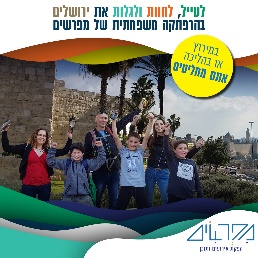 לטייל, לחוות ולגלות את ירושלים
בהרפתקה משפחתית של מפרשים
במירוץ
או בהליכה
אתם מחליטים
מפרשים